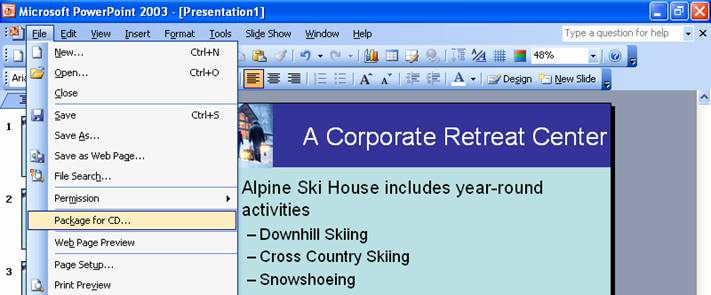 Microsoft PowerPoint 2003 - [Presentation1]
File Edit View Insert Format Tools Slide Show Window Help Type a question for help
New... Ctrl+N
48%
Open... Ctrl+O
Aria
Design New Slide
Close
Save Ctrl+S
Save As...
Save as Web Page...
File Search...
Permission
Package for CD...
Web Page Preview
Page Setup...
Print Preview
1
2
3
A Corporate Retreat Center
Alpine Ski House includes year-round
activities
– Downhill Skiing
– Cross Country Skiing
– Snowshoeing